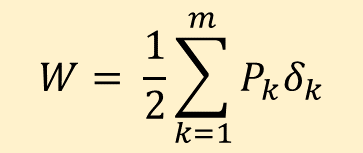 W = \frac{1}{2} \sum_{k=1}^{m} P_k \delta_k